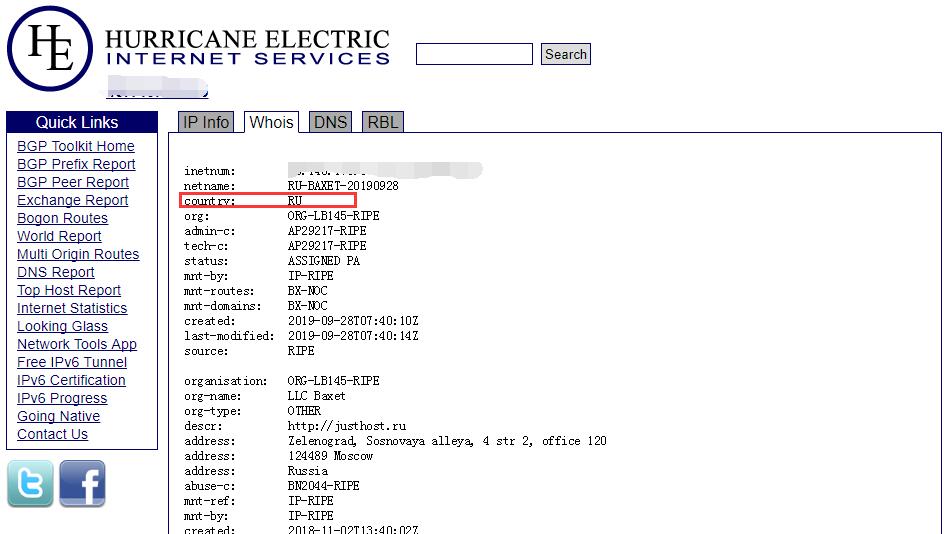 HE
HURRICANE ELECTRIC
INTERNET SERVICES
Search
Quick Links
BGP Toolkit Home
BGP Prefix Report
BGP Peer Report
Exchange Report
Bogon Routes
World Report
Multi Origin Routes
DNS Report
Top Host Report
Internet Statistics
Looking Glass
Network Tools App
Free IPv6 Tunnel
IPv6 Certification
IPv6 Progress
Going Native
Contact Us
IP Info Whois DNS RBL
inetnum:
netname: RU-BAXET-20190928
country: RU
org: ORG-LB145-RIPE
admin-c: AP29217-RIPE
tech-c: AP29217-RIPE
status: ASSIGNED PA
mnt-by: IP-RIPE
mnt-routes: BX-NOC
mnt-domains: BX-NOC
created: 2019-09-28T07:40:10Z
last-modified: 2019-09-28T07:40:14Z
source: RIPE
organisation: ORG-LB145-RIPE
org-name: LLC Baxet
org-type: OTHER
descr: http://justhost.ru
address: Zelenograd, Sosnovaya alleya, 4 str 2, office 120
address: 124489 Moscow
address: Russia
abuse-c: BN2044-RIPE
mnt-ref: IP-RIPE
mnt-by: IP-RIPE
created: 2018-11-02T13:40:02Z